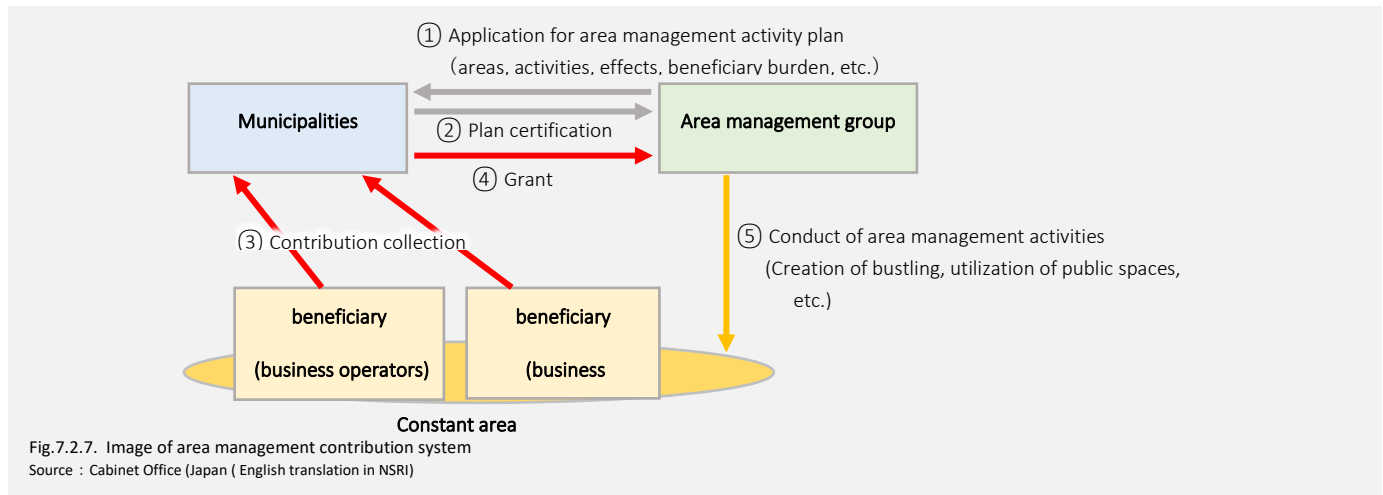 ① Application for area management activity plan
(areas, activities, effects, beneficiary burden, etc.)
Municipalities
Area management group
② Plan certification
④ Grant
③ Contribution collection
⑤ Conduct of area management activities
(Creation of bustling, utilization of public spaces,
etc.)
beneficiary
(business operators)
beneficiary
(business
Constant area
Fig.7.2.7. Image of area management contribution system
Source : Cabinet Office (Japan ( English translation in NSRI)